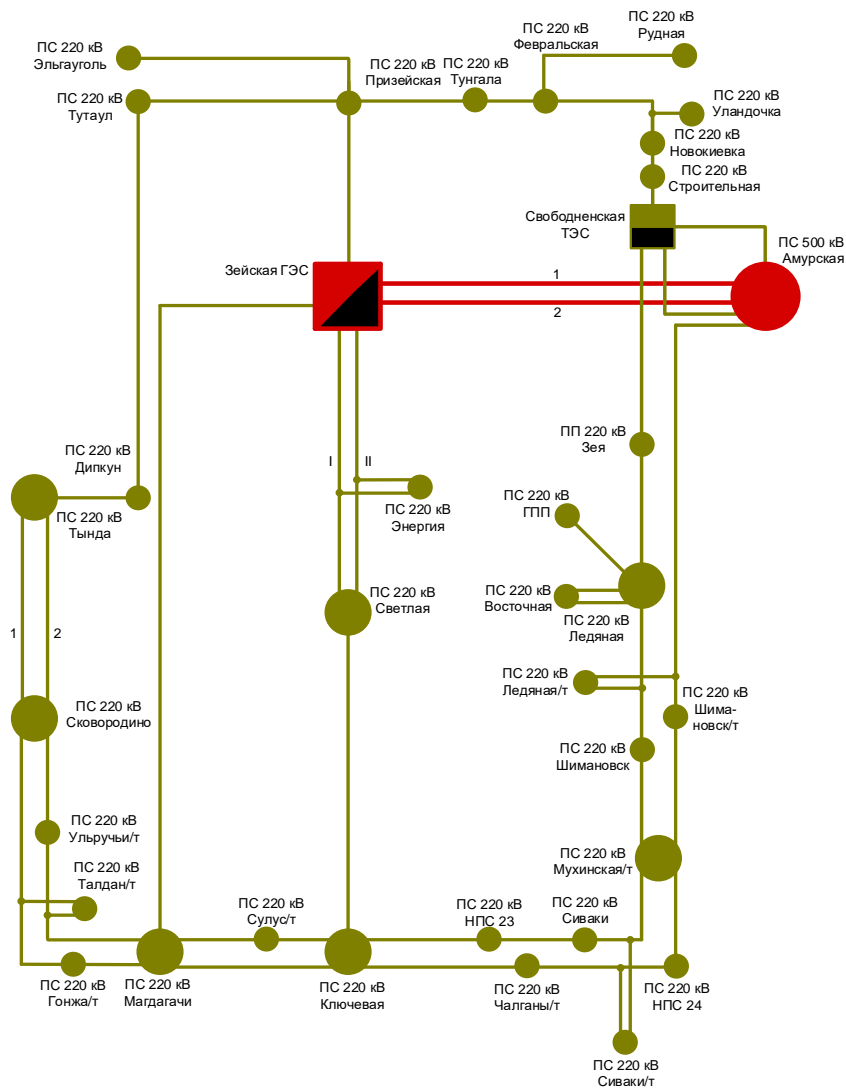 ПС 220 кВ
Эльгауголь
ПС 220 кВ
Тутаул
ПС 220 кВ
Призейская
ПС 220 кВ
Тунгала
ПС 220 кВ
Февральская
ПС 220 кВ
Рудная
ПС 220 кВ
Уландочка
ПС 220 кВ
Новокиевка
ПС 220 кВ
Строительная
Свободненская
ТЭС
ПС 500 кВ
Амурская
Зейская ГЭС
1
2
ПС 220 кВ
Дипкун
ПС 220 кВ
Тында
I
II
ПС 220 кВ
Энергия
ПП 220 кВ
Зея
ПС 220 кВ
ГПП
ПС 220 кВ
Светлая
ПС 220 кВ
Восточная
ПС 220 кВ
Ледяная
1
2
ПС 220 кВ
Ледяная/т
ПС 220 кВ
Шима-
новск/т
ПС 220 кВ
Сковородино
ПС 220 кВ
Шимановск
ПС 220 кВ
Ульручьи/т
ПС 220 кВ
Мухинская/т
ПС 220 кВ
Талдан/т
ПС 220 кВ
Сулус/т
ПС 220 кВ
НПС 23
ПС 220 кВ
Сиваки
ПС 220 кВ
Гонжа/т
ПС 220 кВ
Магдагачи
ПС 220 кВ
Ключевая
ПС 220 кВ
Чалганы/т
ПС 220 кВ
НПС 24
ПС 220 кВ
Сиваки/т